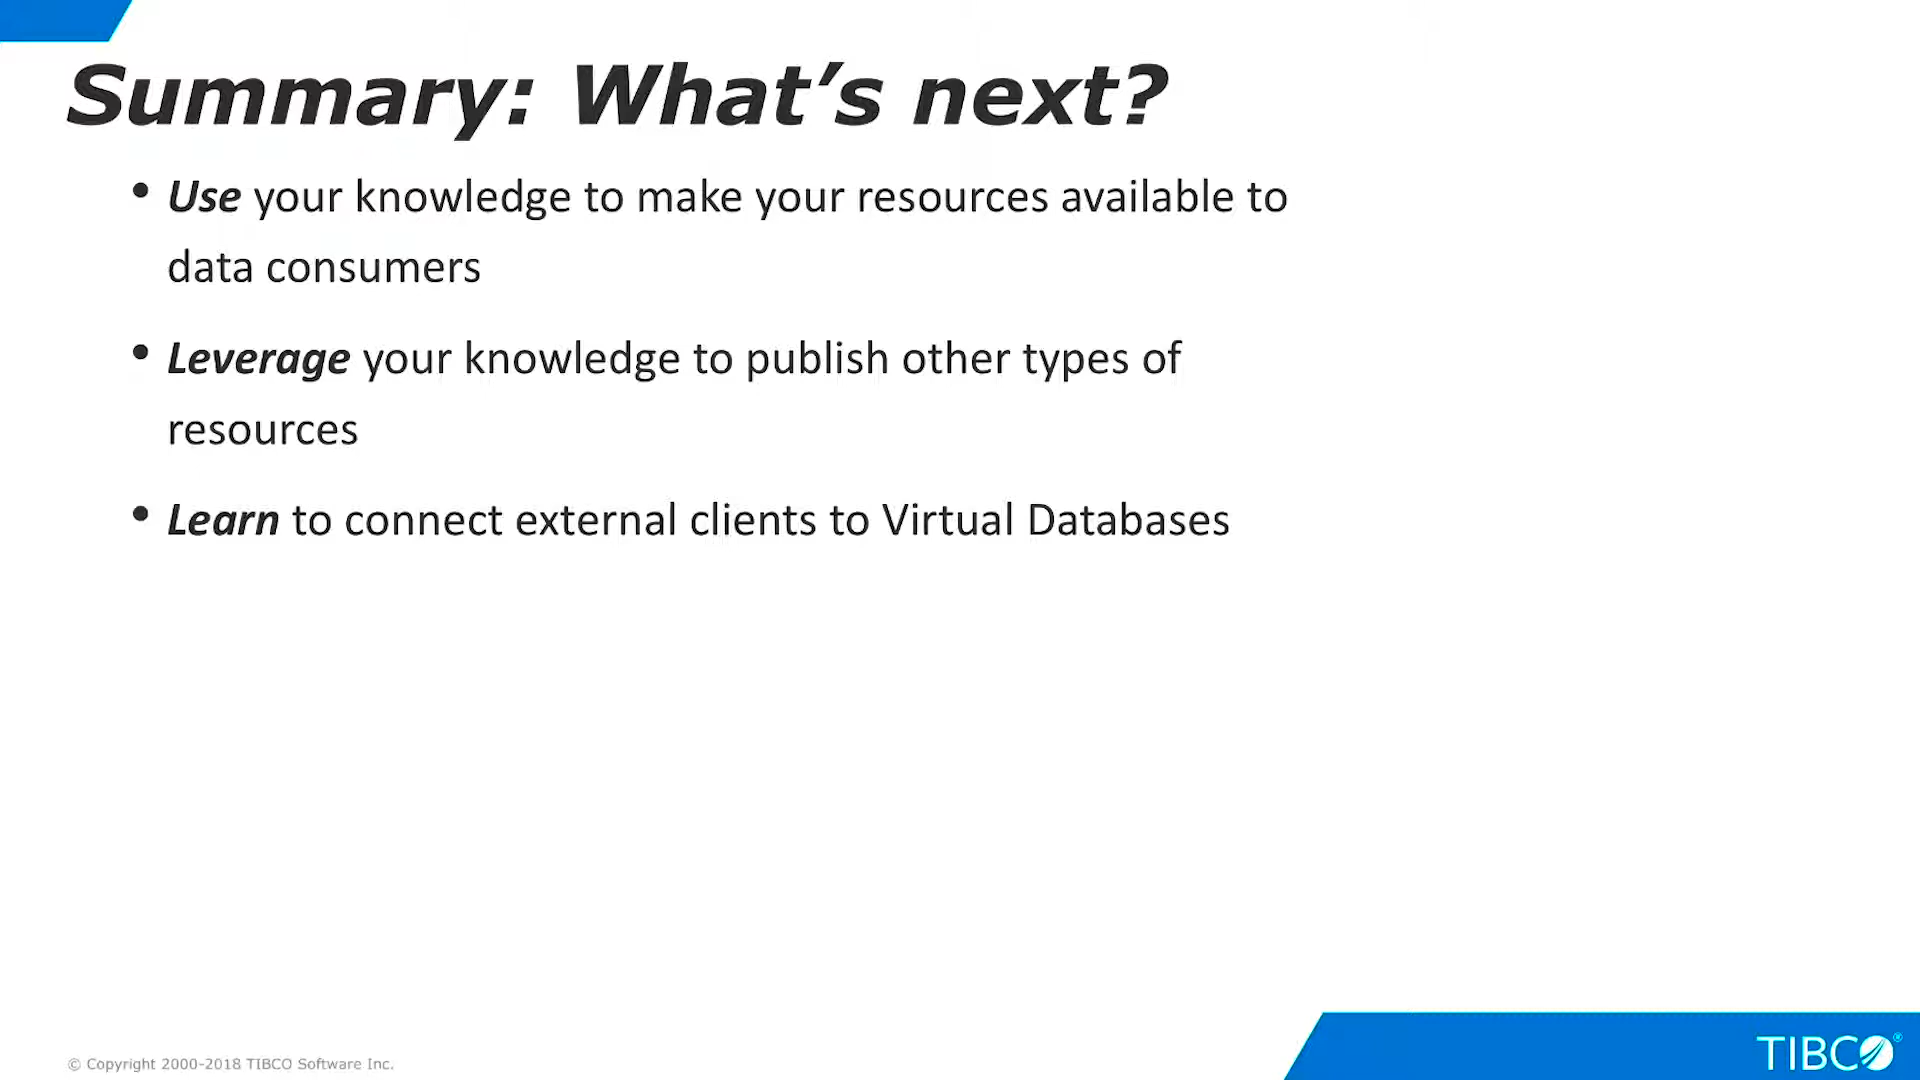 Summary: What’s next?
• Use your knowledge to make your resources available to
data consumers
• Leverage your knowledge to publish other types of
resources
• Learn to connect external clients to Virtual Databases
© Copyright 2000-2018 TIBCO Software Inc.
TIBCO®